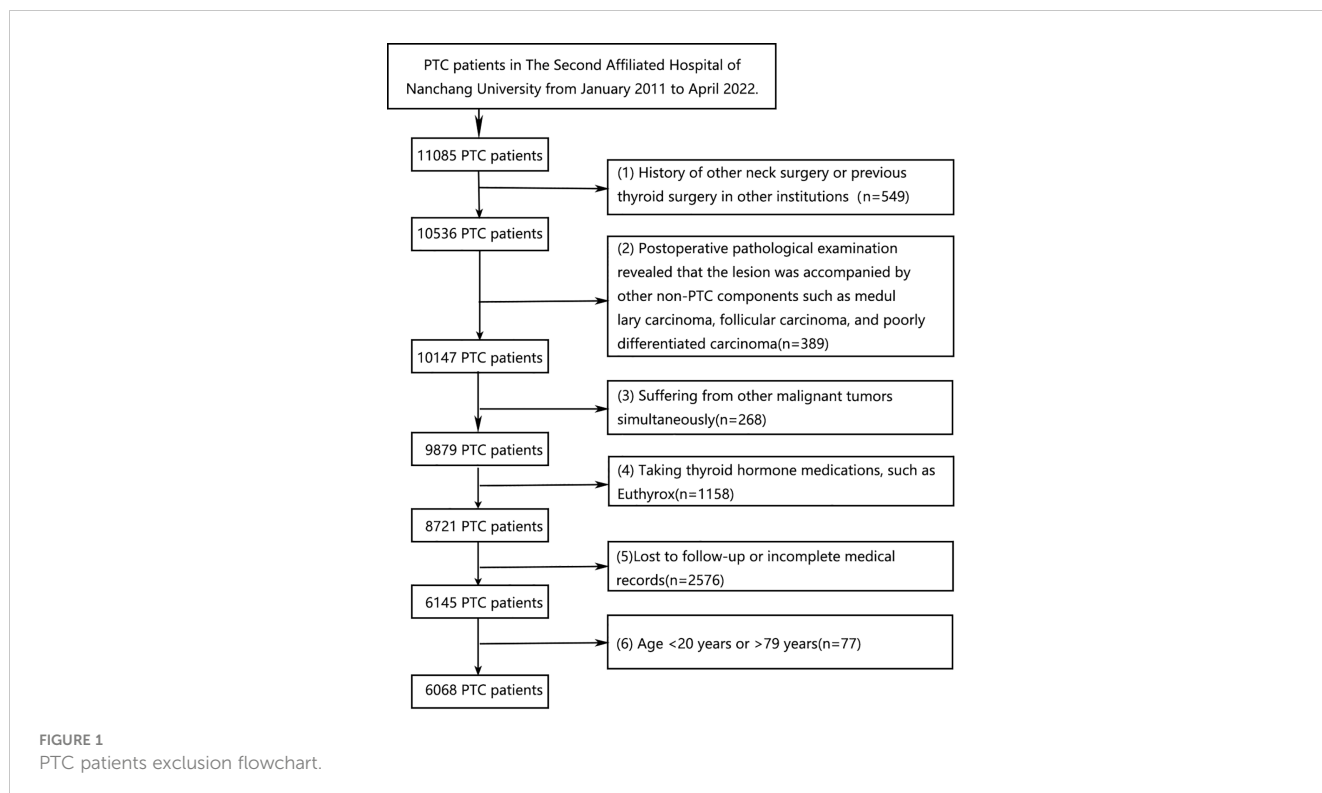 PTC patients in The Second Affiliated Hospital of
Nanchang University from January 2011 to April 2022.
11085 PTC patients
(1) History of other neck surgery or previous
thyroid surgery in other institutions (n=549)
10536 PTC patients
(2) Postoperative pathological examination
revealed that the lesion was accompanied by
other non-PTC components such as medul
lary carcinoma, follicular carcinoma, and poorly
differentiated carcinoma(n=389)
10147 PTC patients
(3) Suffering from other malignant tumors
simultaneously(n=268)
9879 PTC patients
(4) Taking thyroid hormone medications, such as
Euthyrox(n=1158)
8721 PTC patients
(5)Lost to follow-up or incomplete medical
records(n=2576)
6145 PTC patients
(6) Age <20 years or >79 years(n=77)
6068 PTC patients
FIGURE 1
PTC patients exclusion flowchart.